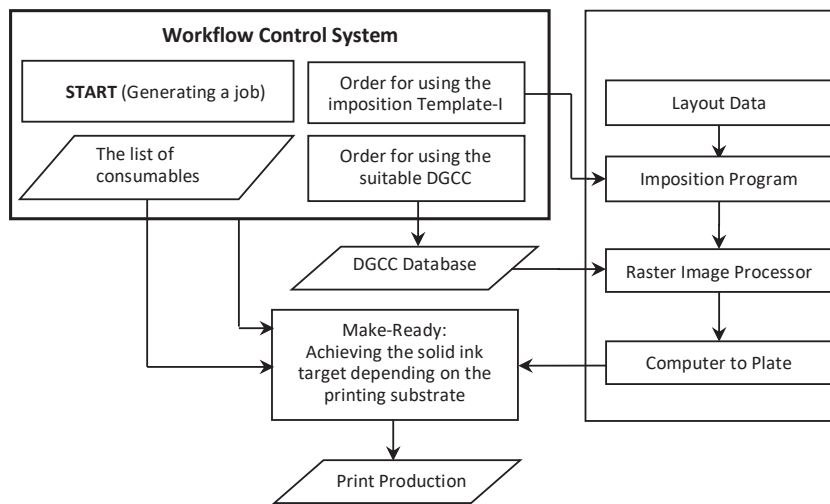 Workflow Control System
START (Generating a job)
Order for using the
imposition Template-I
The list of
consumables
Order for using the
suitable DGCC
DGCC Database
Make-Ready:
Achieving the solid ink
target depending on the
printing substrate
Print Production
Layout Data
Imposition Program
Raster Image Processor
Computer to Plate